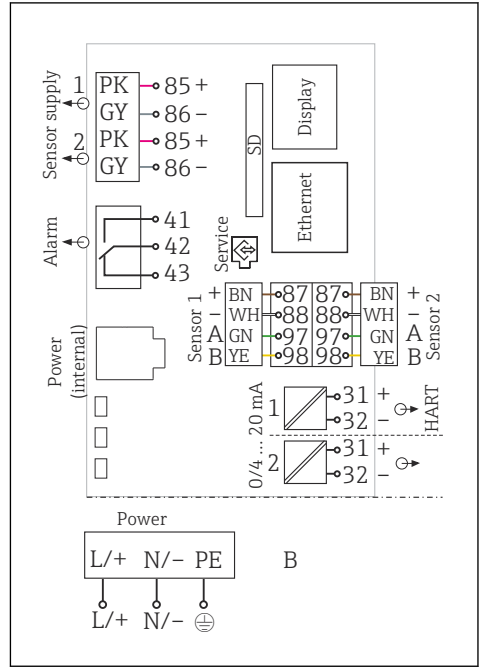 Sensor supply
1 PK 85 +
GY 86 −
2 PK 85 +
GY 86 −
Display
SD
Ethernet
Alarm
41
42
43
Service
Sensor 1
+ BN 87 87 BN +
− WH 88 88 WH −
A GN 97 97 GN A
B YE 98 98 YE B
Sensor 2
Power
(internal)
0/4 ... 20 mA
1 31 +
32 −
HART
2 31 +
32 −
Power
L/+ N/− PE
B
L/+ N/−